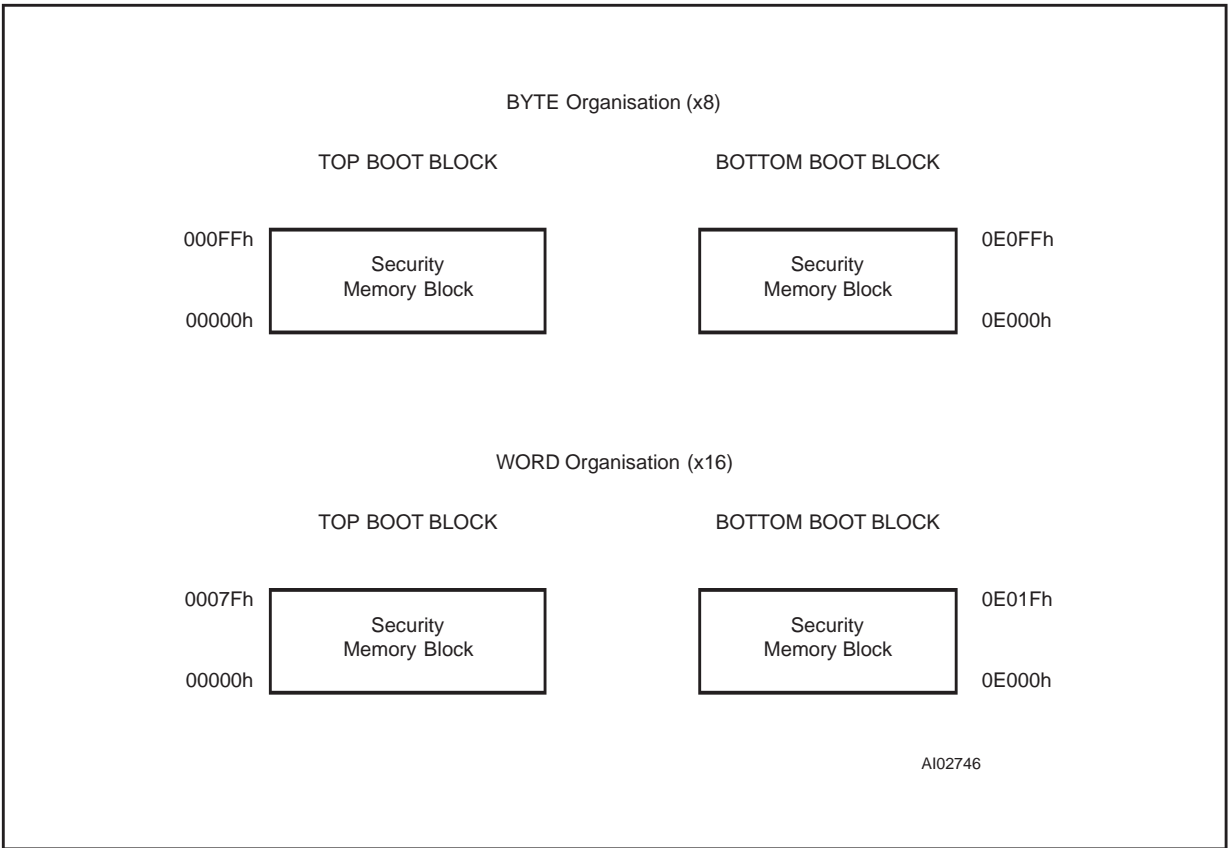 BYTE Organisation (x8)
TOP BOOT BLOCK
BOTTOM BOOT BLOCK
000FFh
Security
Memory Block
00000h
Security
Memory Block
0E0FFh
0E000h
WORD Organisation (x16)
TOP BOOT BLOCK
BOTTOM BOOT BLOCK
0007Fh
Security
Memory Block
00000h
Security
Memory Block
0E01Fh
0E000h
AI02746